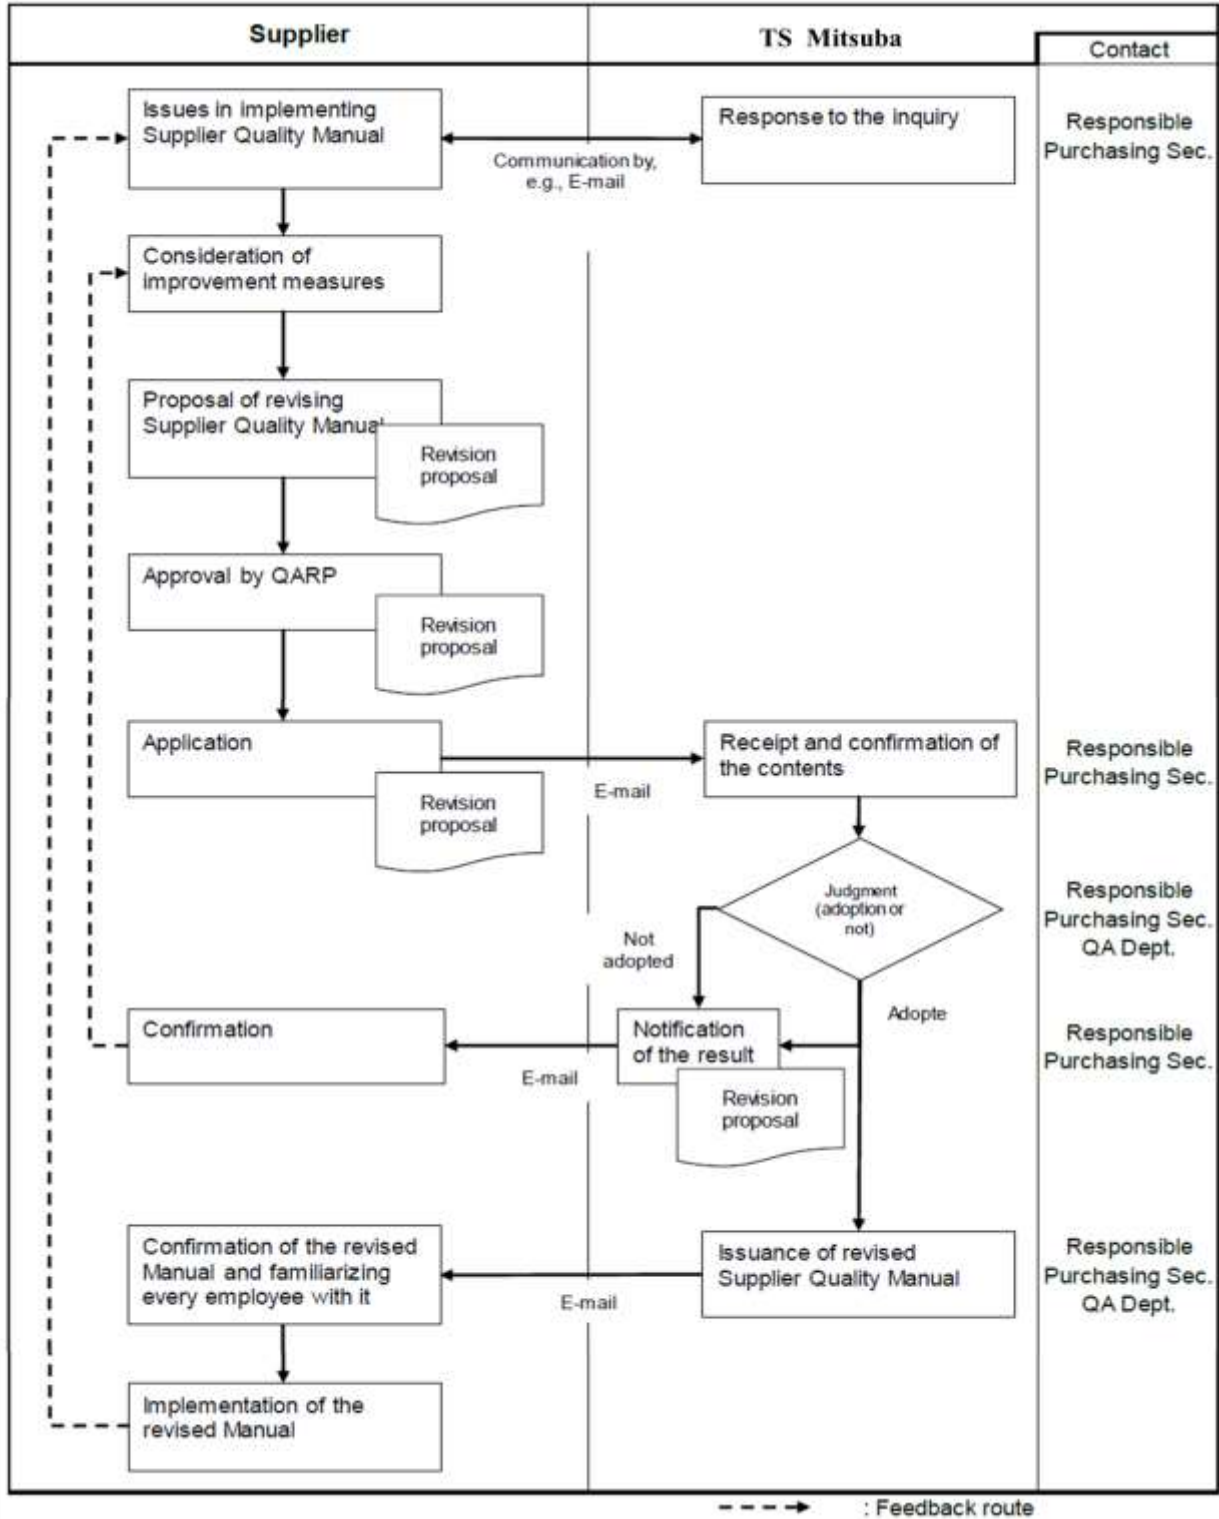 Supplier
TS Mitsuba
Contact
Issues in implementing
Supplier Quality Manual
Response to the inquiry
Responsible
Purchasing Sec.
Communication by,
e.g., E-mail
Consideration of
improvement measures
Proposal of revising
Supplier Quality Manual
Revision
proposal
Approval by QARP
Revision
proposal
Application
Revision
proposal
E-mail
Receipt and confirmation of
the contents
Responsible
Purchasing Sec.
Judgment
(adoption or
not)
Responsible
Purchasing Sec.
QA Dept.
Not
adopted
Adopte
Confirmation
E-mail
Notification
of the result
Revision
proposal
Responsible
Purchasing Sec.
Confirmation of the revised
Manual and familiarizing
every employee with it
E-mail
Issuance of revised
Supplier Quality Manual
Responsible
Purchasing Sec.
QA Dept.
Implementation of the
revised Manual
: Feedback route